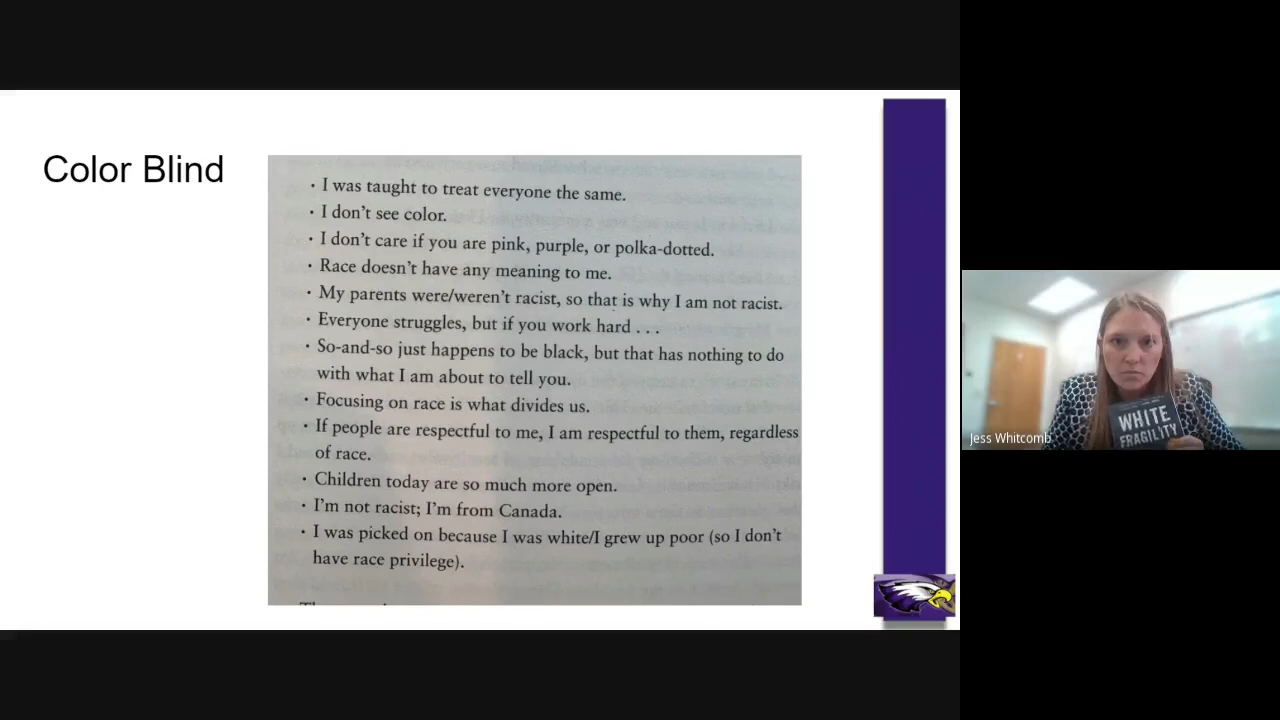 Color Blind
· I was taught to treat everyone the same.
· I don't see color.
· I don't care if you are pink, purple, or polka-dotted.
· Race doesn't have any meaning to me.
· My parents were/weren't racist, so that is why I am not racist.
· Everyone struggles, but if you work hard . . .
· So-and-so just happens to be black, but that has nothing to do
with what I am about to tell you.
· Focusing on race is what divides us.
· If people are respectful to me, I am respectful to them, regardless
of race.
· Children today are so much more open.
· I'm not racist; I'm from Canada.
· I was picked on because I was white/I grew up poor (so I don't
have race privilege).
WHITE
FRAGILITY
Jess Whitcomb